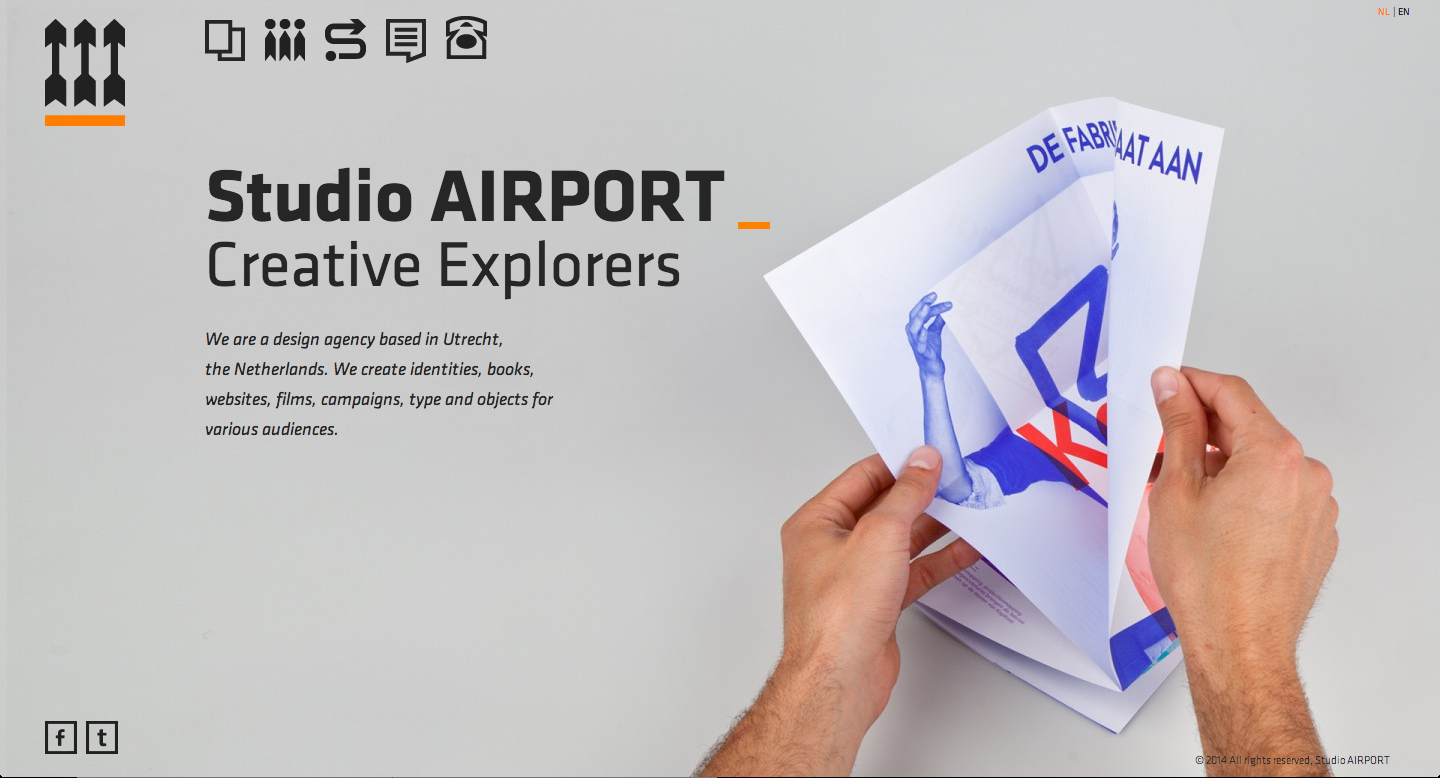 NL | EN
Studio AIRPORT _
Creative Explorers
We are a design agency based in Utrecht,
the Netherlands. We create identities, books,
websites, films, campaigns, type and objects for
various audiences.
DE FABRI
AAT AAN
f t
© 2014 All rights reserved, Studio AIRPORT